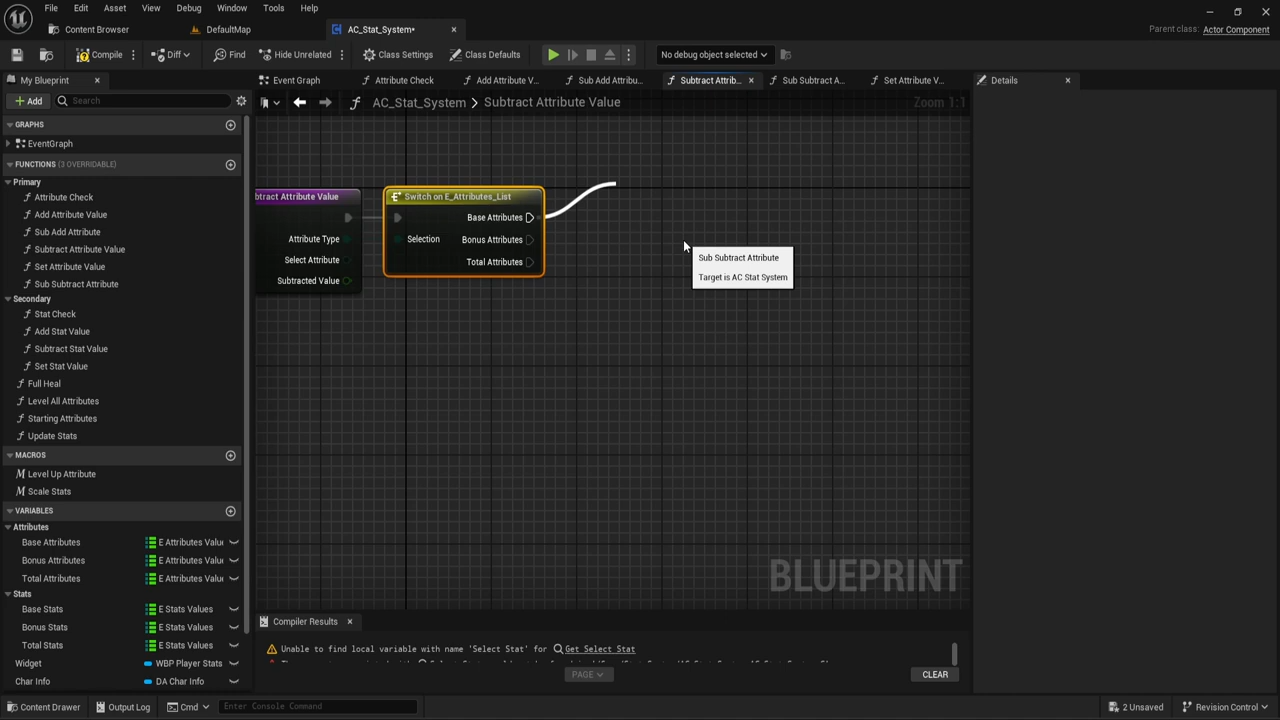 File Edit Asset View Debug Window Tools Help
Content Browser DefaultMap AC_Stat_System* Parent class: Actor Component
Compile Diff Find Hide Unrelated Class Settings Class Defaults No debug object selected
My Blueprint Event Graph Attribute Check Add Attribute V... Sub Add Attribu... Subtract Attrib... Sub Subtract A... Set Attribute V... Details
Add Search AC_Stat_System > Subtract Attribute Value Zoom 1:1
GRAPHS
EventGraph
FUNCTIONS (3 OVERRIDABLE)
Primary
Attribute Check
Add Attribute Value
Sub Add Attribute
Subtract Attribute Value
Set Attribute Value
Sub Subtract Attribute
Secondary
Stat Check
Add Stat Value
Subtract Stat Value
Set Stat Value
Full Heal
Level All Attributes
Starting Attributes
Update Stats
MACROS
Level Up Attribute
Scale Stats
VARIABLES
Attributes
Base Attributes E Attributes Valu
Bonus Attributes E Attributes Valu
Total Attributes E Attributes Valu
Stats
Base Stats E Stats Values
Bonus Stats E Stats Values
Total Stats E Stats Values
Widget WBP Player Stats
Char Info DA Char Info
btract Attribute Value
Attribute Type
Select Attribute
Subtracted Value
Switch on E_Attributes_List
Base Attributes
Selection Bonus Attributes
Total Attributes
Sub Subtract Attribute
Target is AC Stat System
BLUEPRINT
Compiler Results
Unable to find local variable with name 'Select Stat' for Get Select Stat
PAGE CLEAR
Content Drawer Output Log Cmd Enter Console Command 2 Unsaved Revision Control